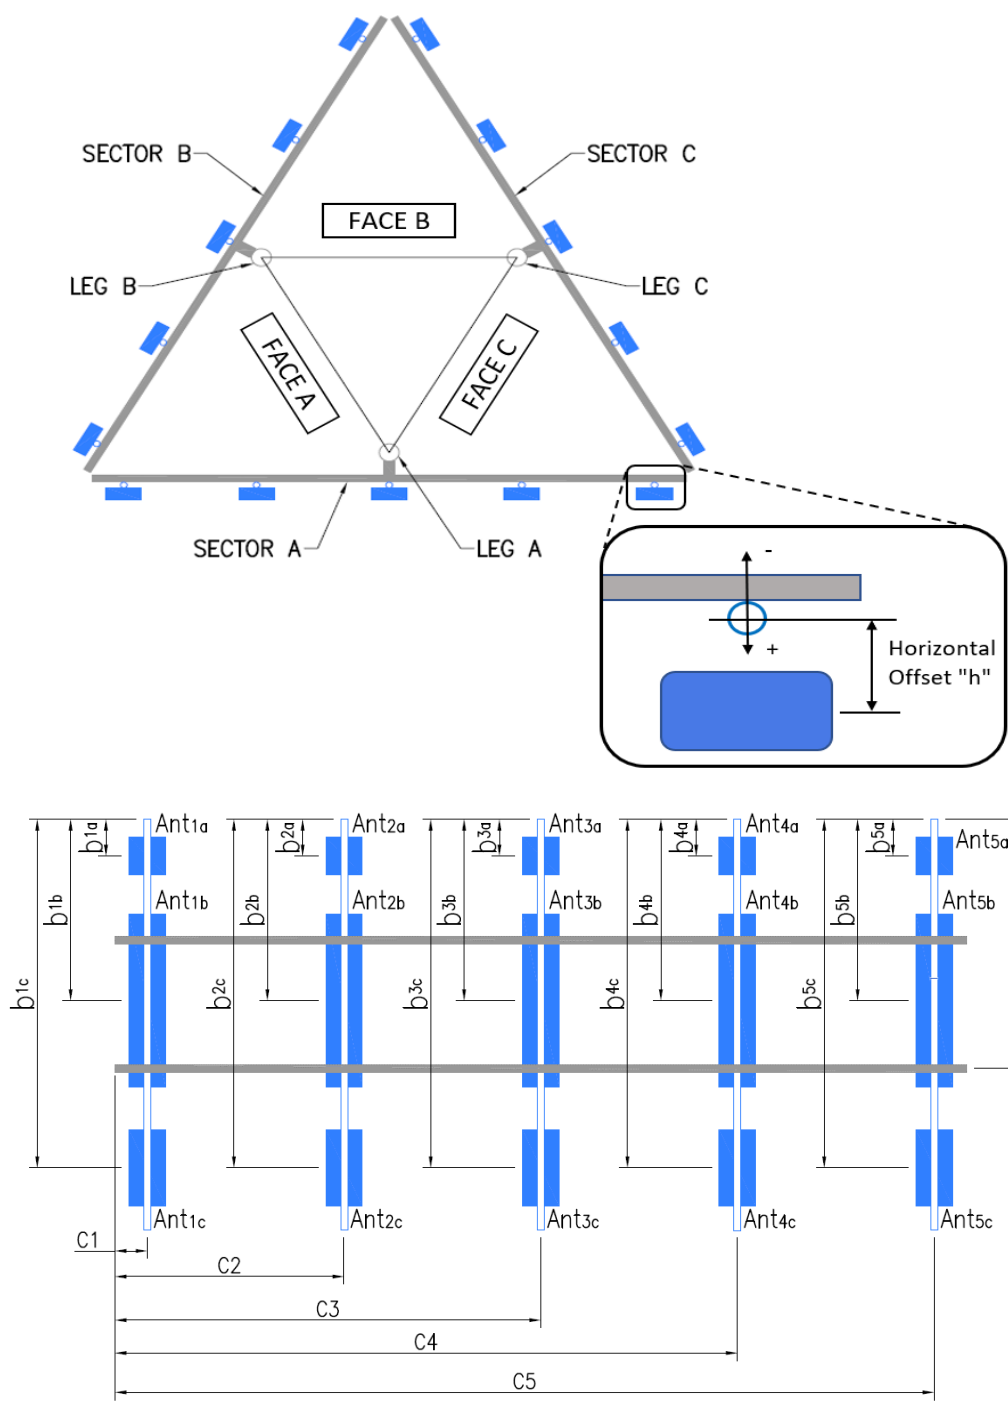 SECTOR B
SECTOR C
FACE B
LEG B
LEG C
FACE A
FACE C
SECTOR A
LEG A
-
+
Horizontal
Offset "h"
Ant1a
Ant2a
Ant3a
Ant4a
Ant5a
b1a
b2a
b3a
b4a
b5a
Ant1b
Ant2b
Ant3b
Ant4b
Ant5b
b1b
b2b
b3b
b4b
b5b
b1c
b2c
b3c
b4c
b5c
Ant1c
Ant2c
Ant3c
Ant4c
Ant5c
C1
C2
C3
C4
C5